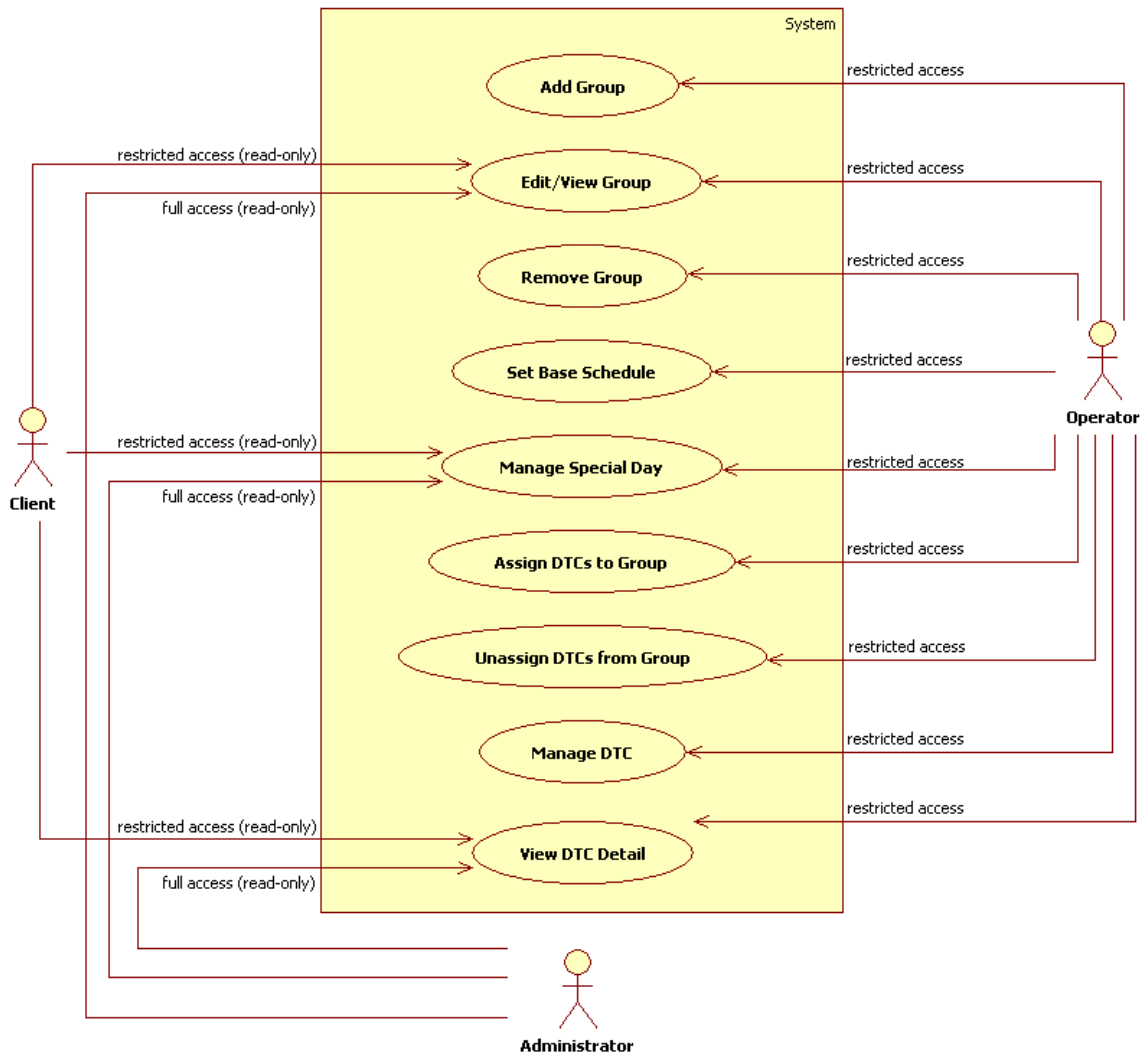 System
Add Group
restricted access
restricted access (read-only)
Edit/View Group
restricted access
full access (read-only)
Remove Group
restricted access
Set Base Schedule
restricted access
Operator
restricted access (read-only)
Manage Special Day
restricted access
full access (read-only)
Client
Assign DTCs to Group
restricted access
Unassign DTCs from Group
restricted access
Manage DTC
restricted access
restricted access
restricted access (read-only)
View DTC Detail
full access (read-only)
Administrator